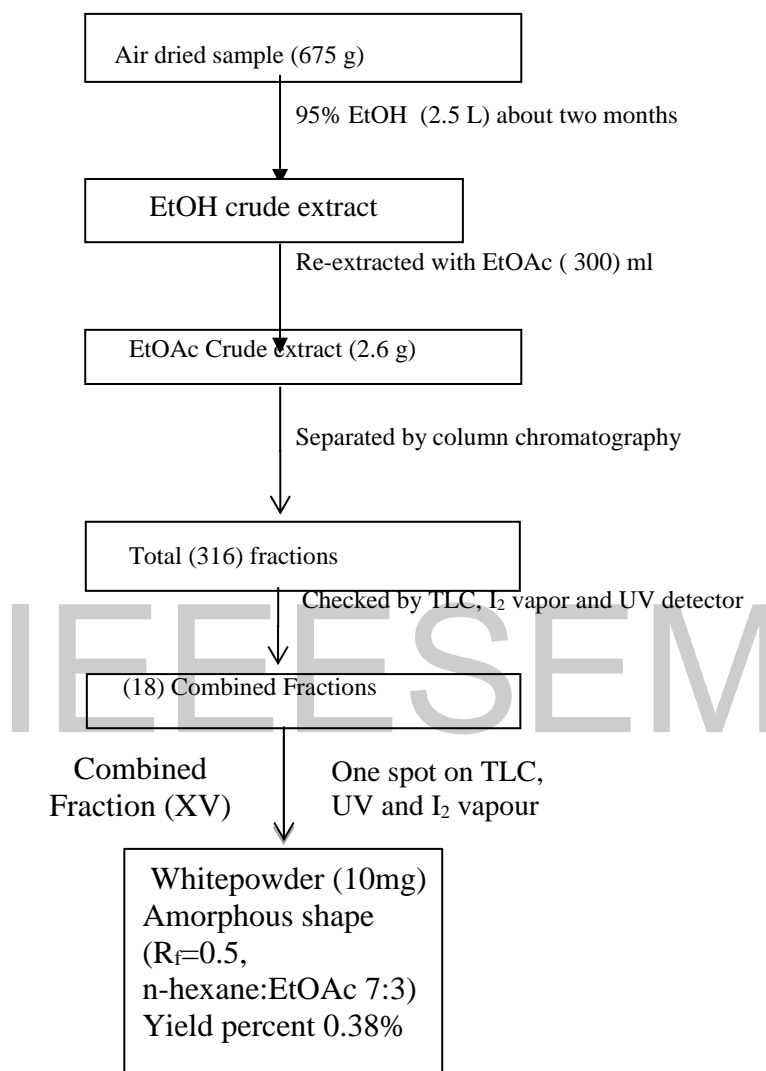 Air dried sample (675 g)
95% EtOH (2.5 L) about two months
EtOH crude extract
Re-extracted with EtOAc ( 300) ml
EtOAc Crude extract (2.6 g)
Separated by column chromatography
Total (316) fractions
Checked by TLC, I₂ vapor and UV detector
IEEESEM
(18) Combined Fractions
Combined
Fraction (XV)
One spot on TLC,
UV and I₂ vapour
Whitepowder (10mg)
Amorphous shape
(Rf=0.5,
n-hexane:EtOAc 7:3)
Yield percent 0.38%